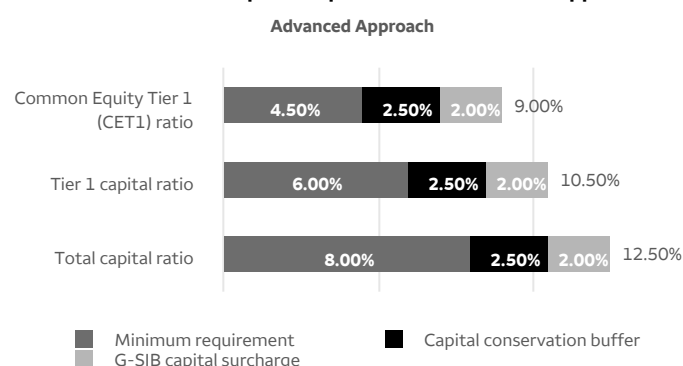 Advanced Approach
Common Equity Tier 1
(CET1) ratio
4.50% 2.50% 2.00% 9.00%
Tier 1 capital ratio
6.00% 2.50% 2.00% 10.50%
Total capital ratio
8.00% 2.50% 2.00% 12.50%
Minimum requirement
Capital conservation buffer
G-SIB capital surcharge